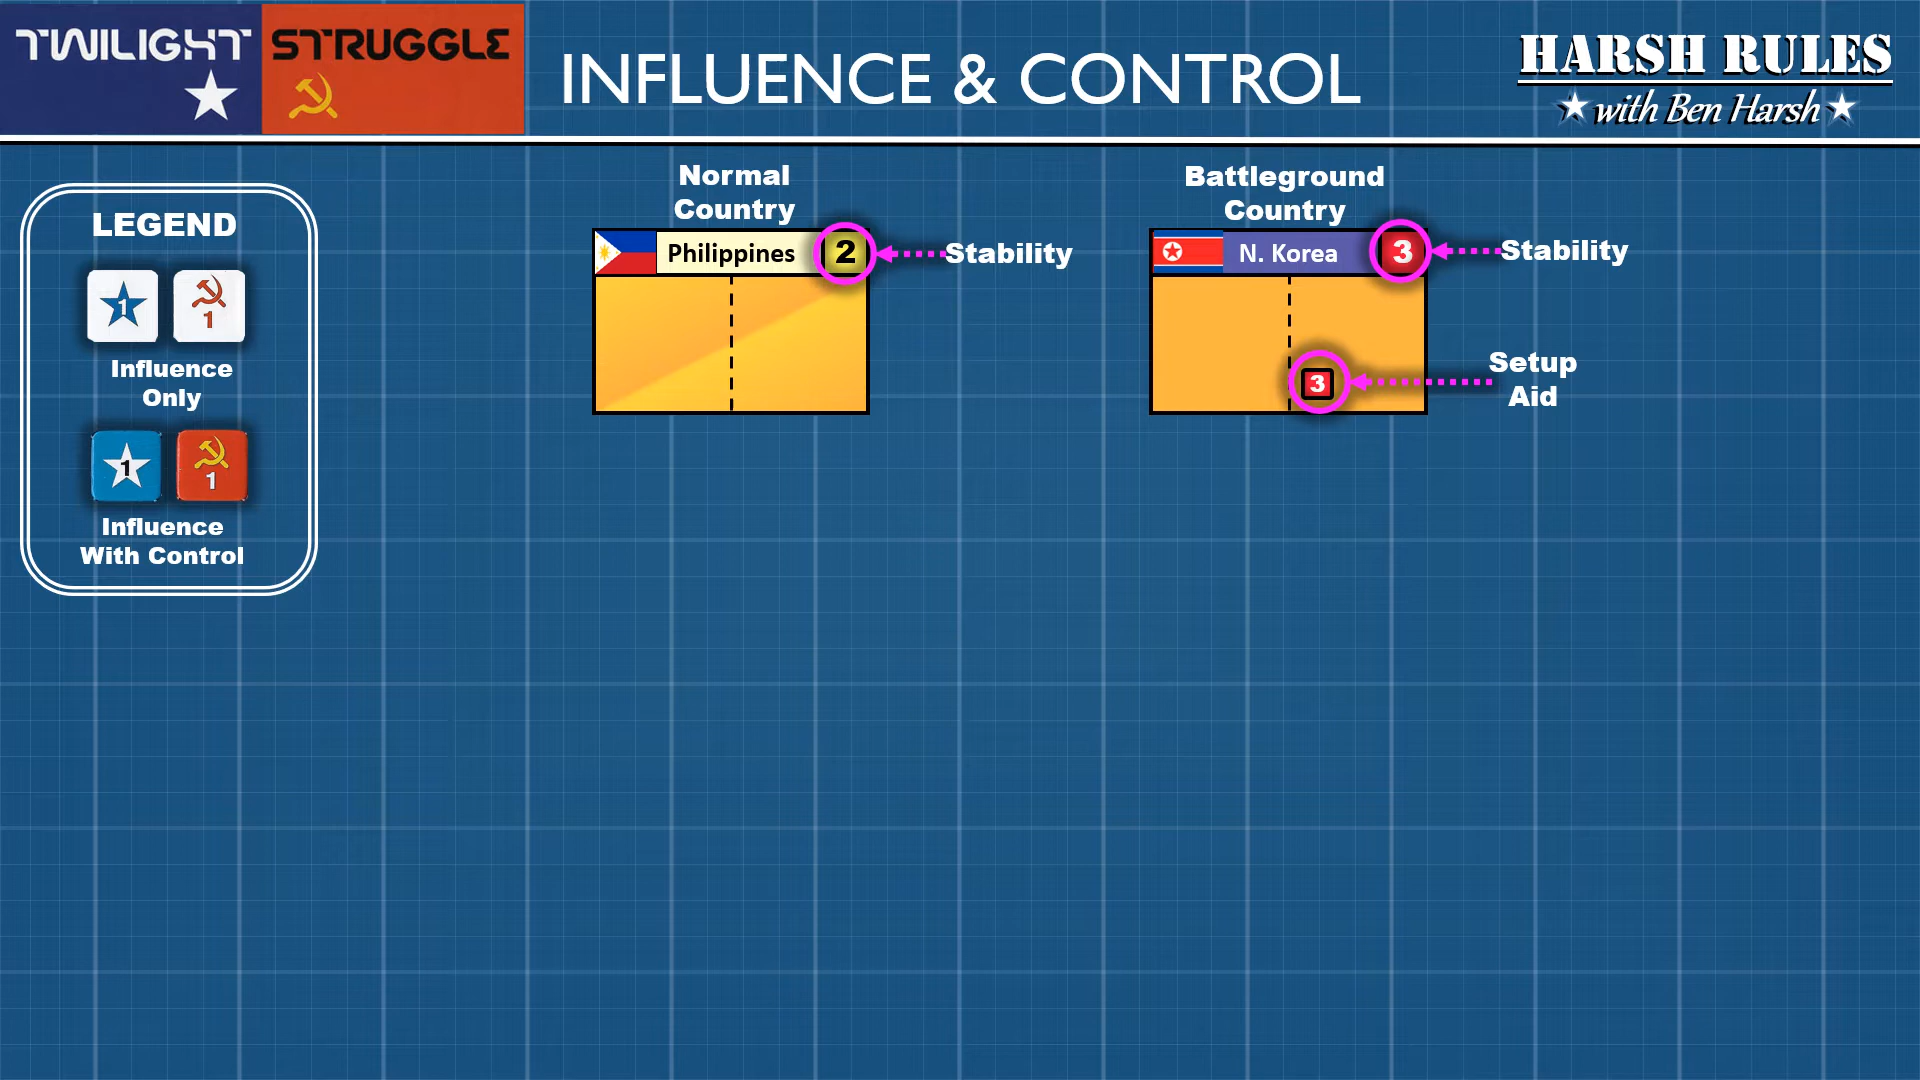 TWILIGHT STRUGGLE
INFLUENCE & CONTROL
HARSH RULES
with Ben Harsh
LEGEND
1
1
Influence
Only
1
1
Influence
With Control
Normal
Country
Philippines 2
Stability
Battleground
Country
N. Korea 3
Stability
3
Setup
Aid